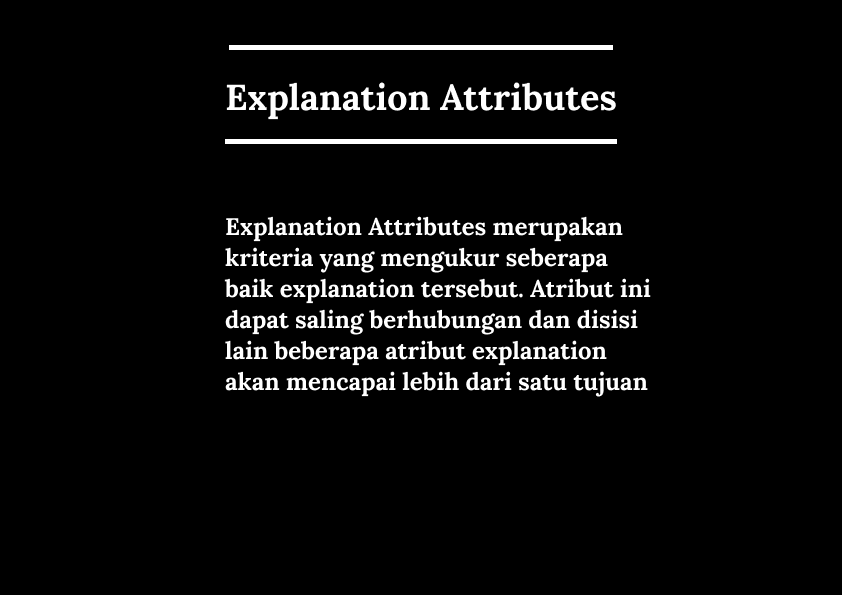 Explanation Attributes
Explanation Attributes merupakan
kriteria yang mengukur seberapa
baik explanation tersebut. Atribut ini
dapat saling berhubungan dan disisi
lain beberapa atribut explanation
akan mencapai lebih dari satu tujuan